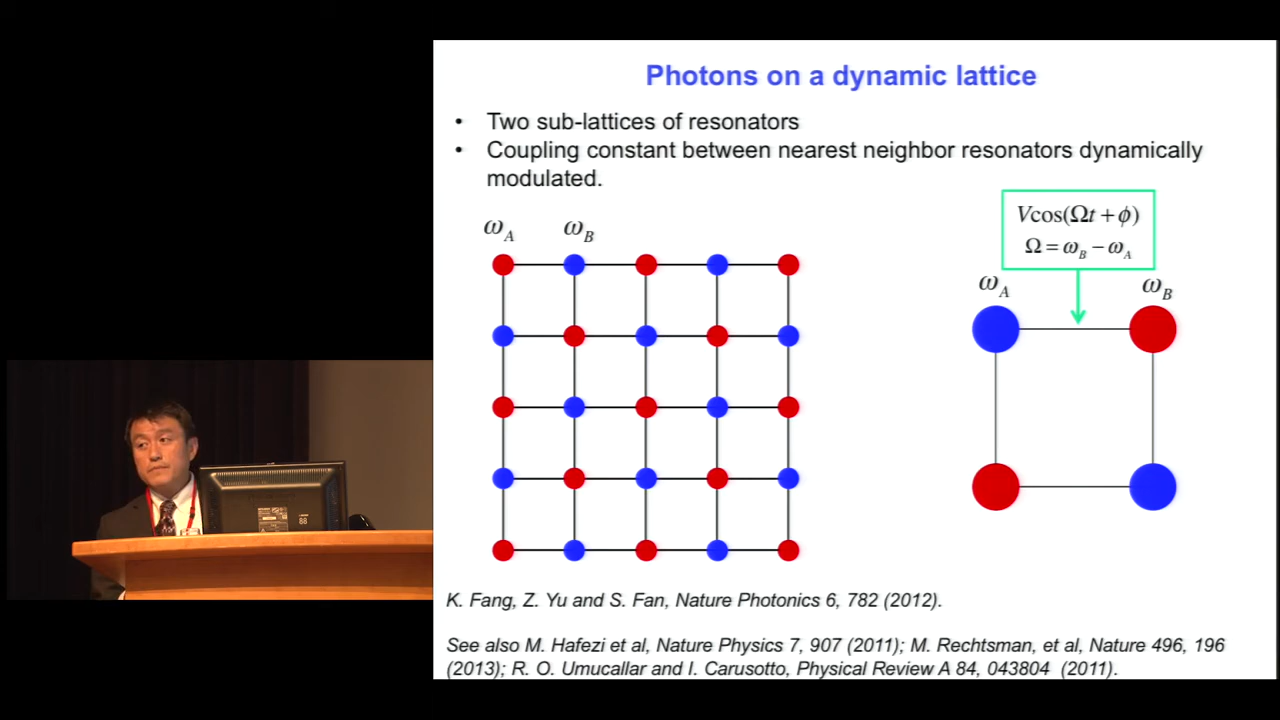 Photons on a dynamic lattice
• Two sub-lattices of resonators
• Coupling constant between nearest neighbor resonators dynamically
modulated.
ω_A ω_B
Vcos(Ωt + ϕ)
Ω = ω_B − ω_A
ω_A ω_B
K. Fang, Z. Yu and S. Fan, Nature Photonics 6, 782 (2012).
See also M. Hafezi et al, Nature Physics 7, 907 (2011); M. Rechtsman, et al, Nature 496, 196
(2013); R. O. Umucallar and I. Carusotto, Physical Review A 84, 043804 (2011).